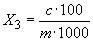 X₃ = c·100 / m·1000